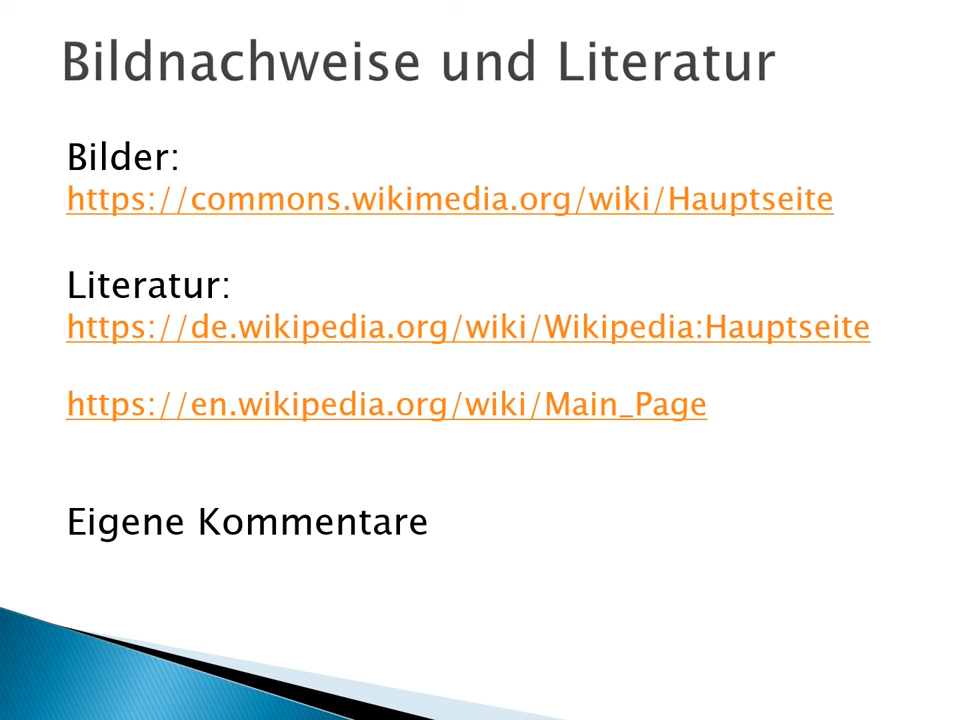 Bildnachweise und Literatur
Bilder:
https://commons.wikimedia.org/wiki/Hauptseite
Literatur:
https://de.wikipedia.org/wiki/Wikipedia:Hauptseite
https://en.wikipedia.org/wiki/Main_Page
Eigene Kommentare